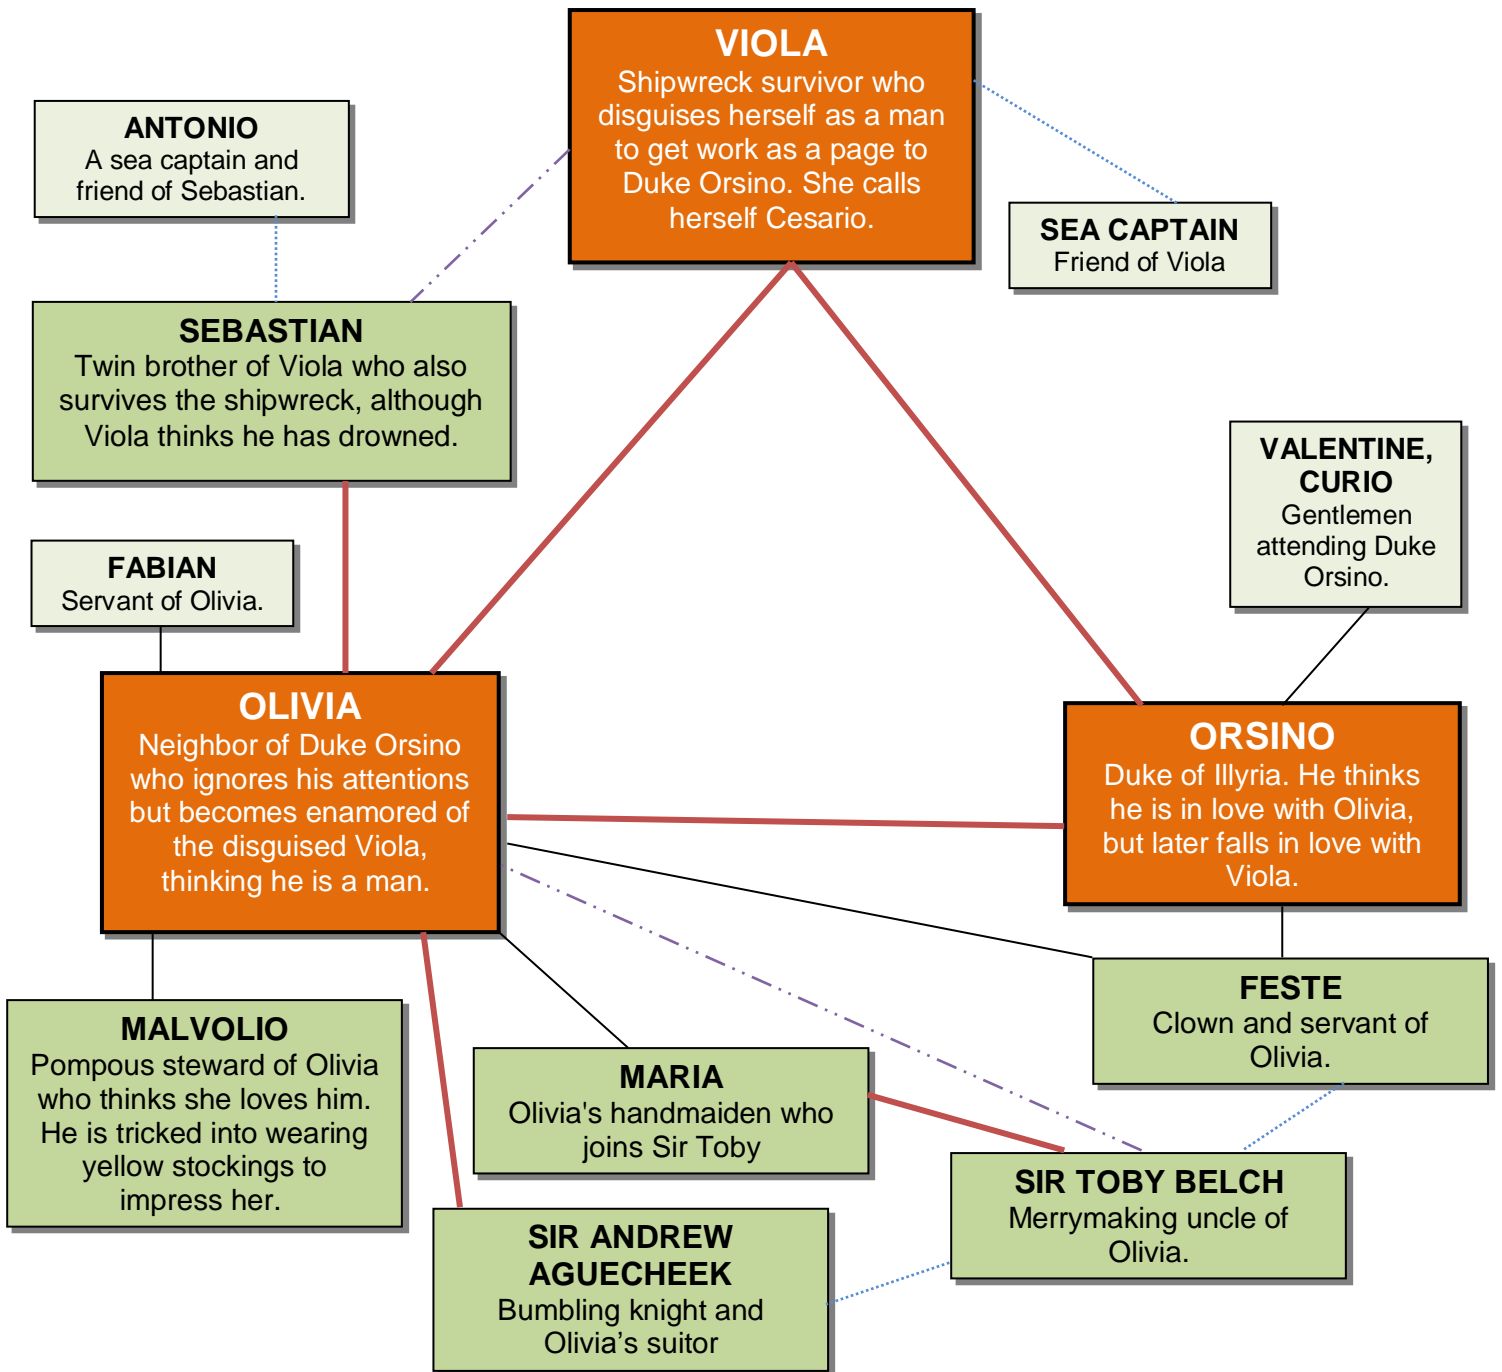 VIOLA
Shipwreck survivor who
disguises herself as a man
to get work as a page to
Duke Orsino. She calls
herself Cesario.
ANTONIO
A sea captain and
friend of Sebastian.
SEA CAPTAIN
Friend of Viola
SEBASTIAN
Twin brother of Viola who also
survives the shipwreck, although
Viola thinks he has drowned.
VALENTINE,
CURIO
Gentlemen
attending Duke
Orsino.
FABIAN
Servant of Olivia.
OLIVIA
Neighbor of Duke Orsino
who ignores his attentions
but becomes enamored of
the disguised Viola,
thinking he is a man.
ORSINO
Duke of Illyria. He thinks
he is in love with Olivia,
but later falls in love with
Viola.
FESTE
Clown and servant of
Olivia.
MALVOLIO
Pompous steward of Olivia
who thinks she loves him.
He is tricked into wearing
yellow stockings to
impress her.
MARIA
Olivia's handmaiden who
joins Sir Toby
SIR TOBY BELCH
Merrymaking uncle of
Olivia.
SIR ANDREW
AGUECHEEK
Bumbling knight and
Olivia’s suitor